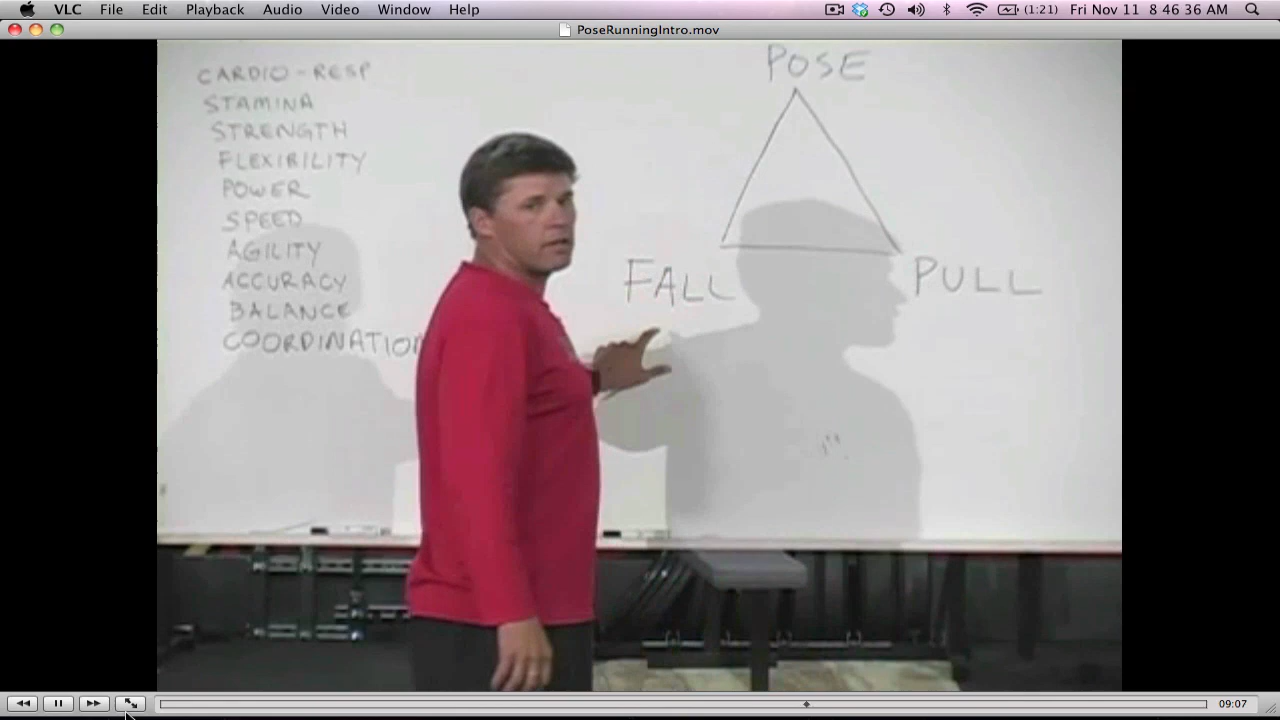 VLC File Edit Playback Audio Video Window Help (1:21) Fri Nov 11 8 46 36 AM
PoseRunningIntro.mov
CARDIO-RESP
STAMINA
STRENGTH
FLEXIBILITY
POWER
SPEED
AGILITY
ACCURACY
BALANCE
COORDINATION
POSE
FALL
PULL
09:07